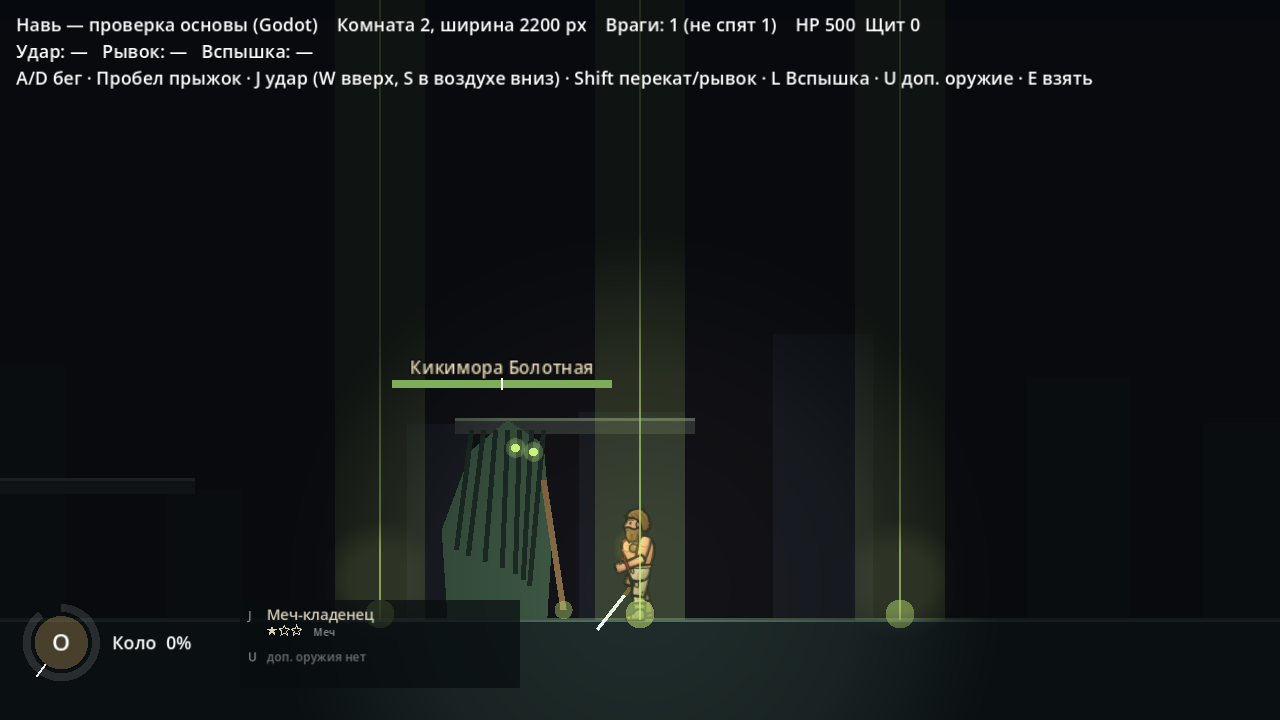 Навь — проверка основы (Godot)    Комната 2, ширина 2200 px    Враги: 1 (не спят 1)    HP 500  Щит 0
Удар: —   Рывок: —   Вспышка: —
A/D бег · Пробел прыжок · J удар (W вверх, S в воздухе вниз) · Shift перекат/рывок · L Вспышка · U доп. оружие · E взять
Кикимора Болотная
J Меч-кладенец
★☆☆ Меч
U доп. оружия нет
О Коло 0%